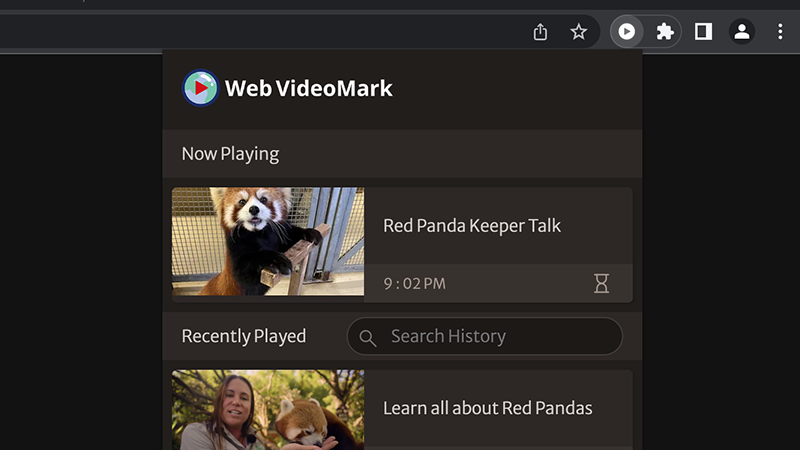 Web VideoMark
Now Playing
Red Panda Keeper Talk
9 : 02 PM
Recently Played
Search History
Learn all about Red Pandas